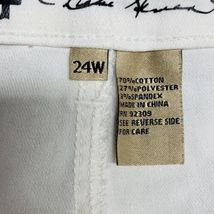 24W
70%COTTON
27%POLYESTER
3%SPANDEX
MADE IN CHINA
RN 92309
SEE REVERSE SIDE
FOR CARE